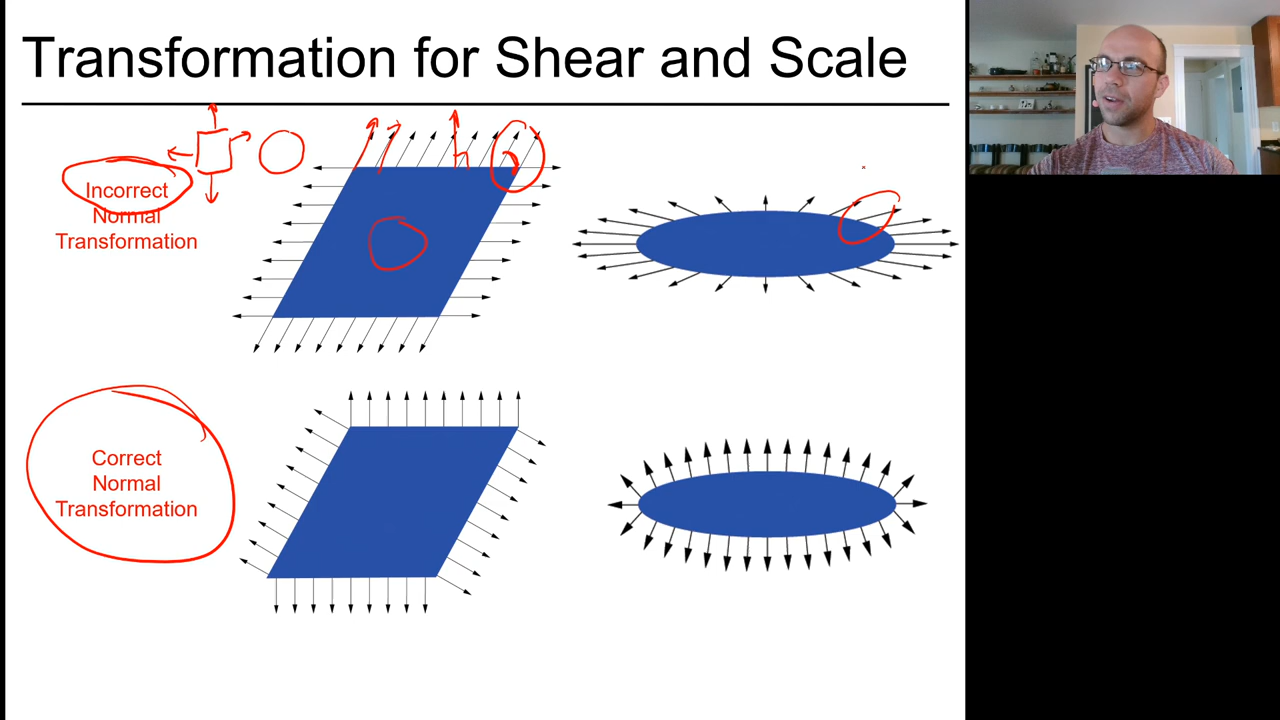 Transformation for Shear and Scale
Incorrect
Normal
Transformation
Correct
Normal
Transformation